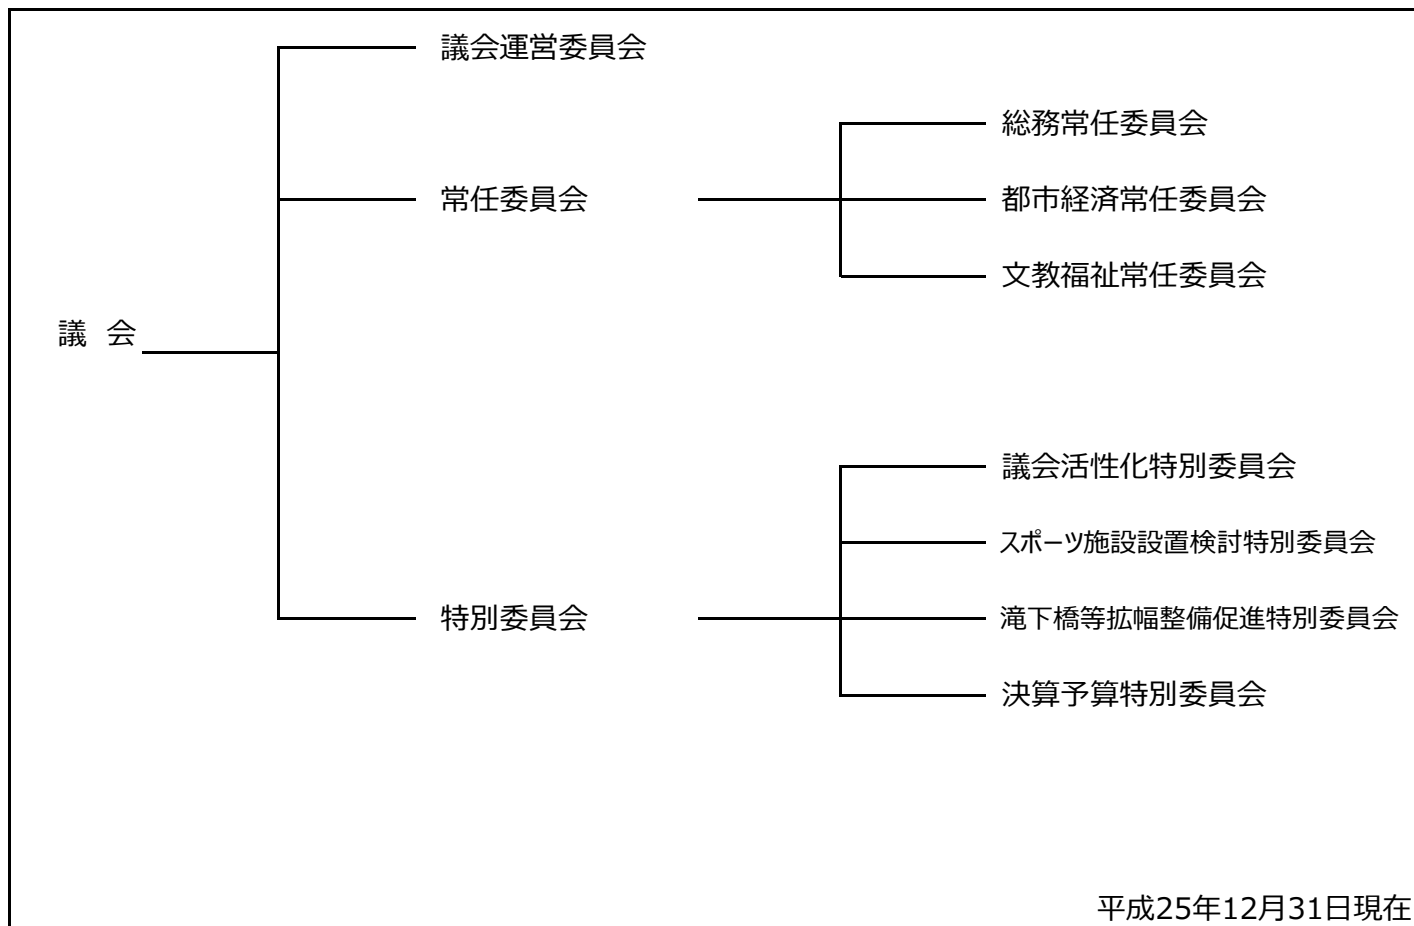 議会運営委員会
総務常任委員会
常任委員会
都市経済常任委員会
文教福祉常任委員会
議 会
議会活性化特別委員会
スポーツ施設設置検討特別委員会
特別委員会
滝下橋等拡幅整備促進特別委員会
決算予算特別委員会
平成25年12月31日現在